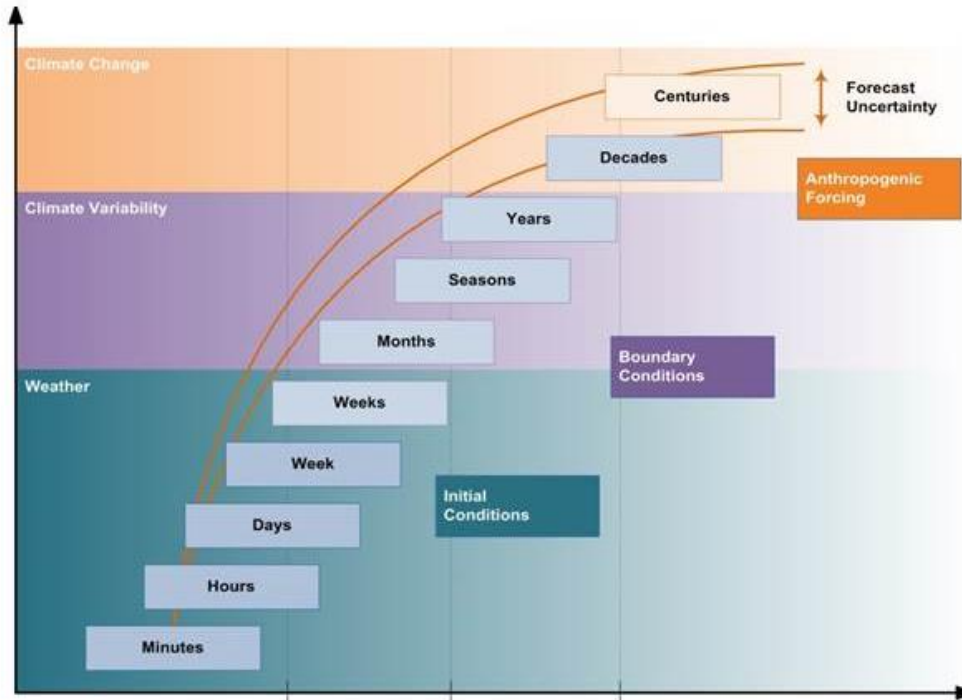 Climate Change
Centuries
Forecast
Uncertainty
Decades
Anthropogenic
Forcing
Climate Variability
Years
Seasons
Months
Boundary
Conditions
Weather
Weeks
Week
Initial
Conditions
Days
Hours
Minutes